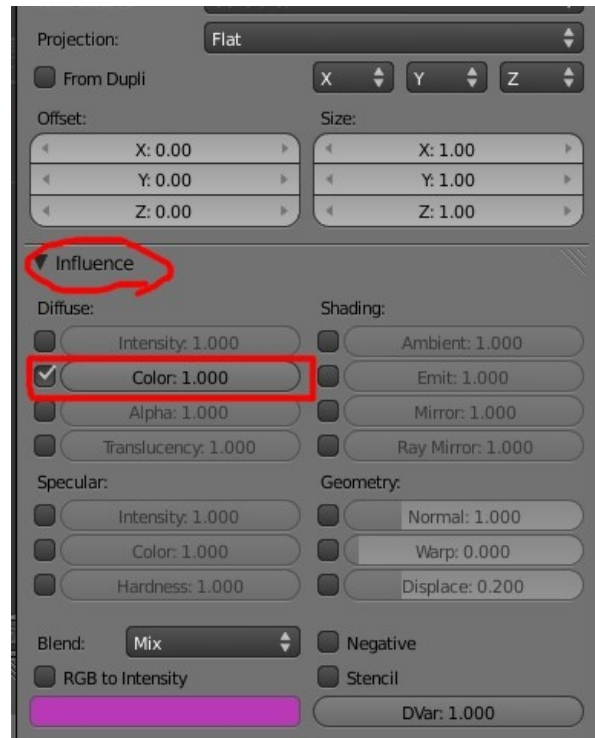 Projection: Flat
From Dupli X Y Z
Offset: Size:
X: 0.00 X: 1.00
Y: 0.00 Y: 1.00
Z: 0.00 Z: 1.00
Influence
Diffuse: Shading:
Intensity: 1.000 Ambient: 1.000
Color: 1.000 Emit: 1.000
Alpha: 1.000 Mirror: 1.000
Translucency: 1.000 Ray Mirror: 1.000
Specular: Geometry:
Intensity: 1.000 Normal: 1.000
Color: 1.000 Warp: 0.000
Hardness: 1.000 Displace: 0.200
Blend: Mix Negative
RGB to Intensity Stencil
DVar: 1.000